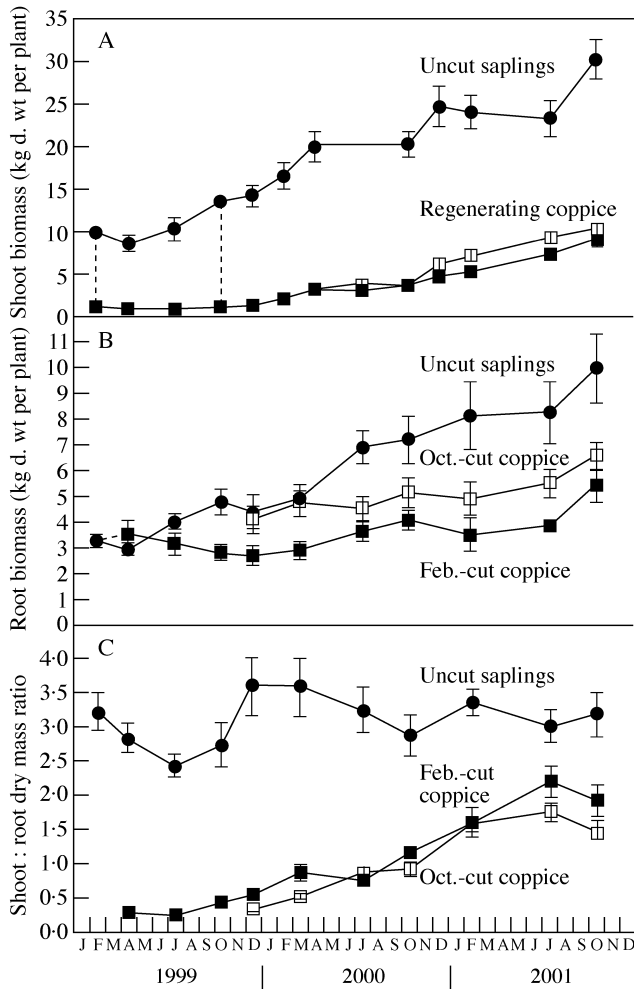 A
Shoot biomass (kg d. wt per plant)
35
30
25
20
15
10
5
0
Uncut saplings
Regenerating coppice
B
Root biomass (kg d. wt per plant)
11
10
9
8
7
6
5
4
3
2
1
0
Uncut saplings
Oct.-cut coppice
Feb.-cut coppice
C
Shoot : root dry mass ratio
4·0
3·5
3·0
2·5
2·0
1·5
1·0
0·5
0·0
Uncut saplings
Feb.-cut
coppice
Oct.-cut coppice
J F M A M J J A S O N D J F M A M J J A S O N D J F M A M J J A S O N D
1999 2000 2001